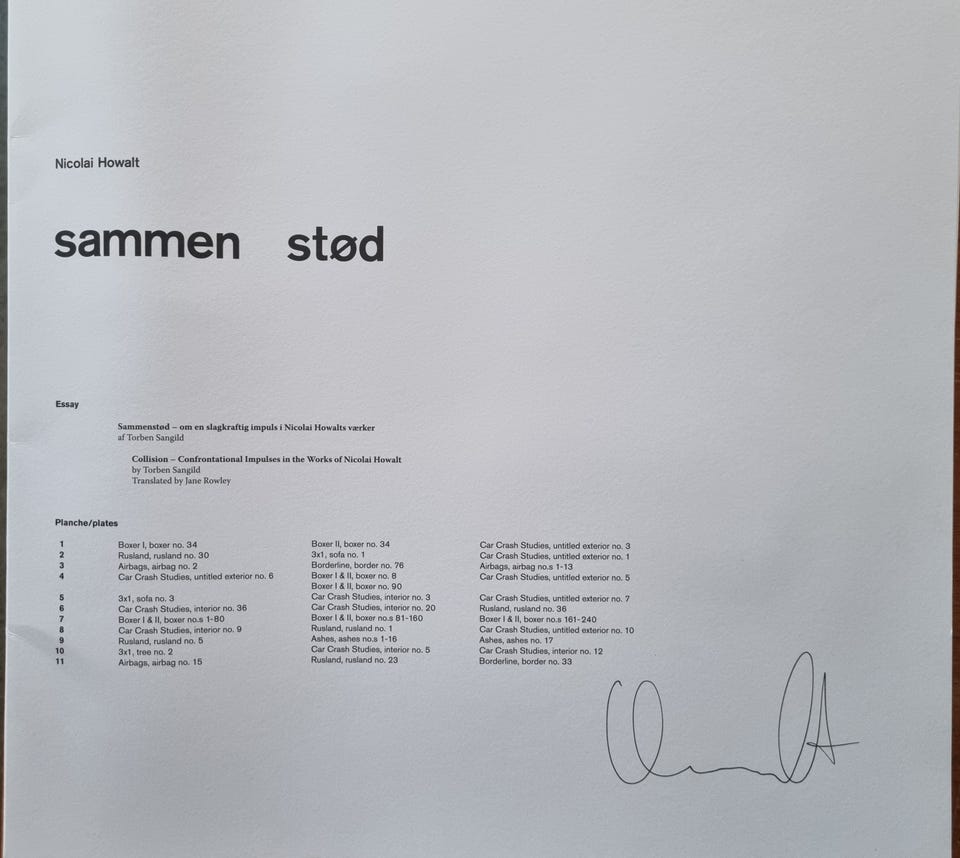 Nicolai Howalt
sammen stød
Essay
Sammenstød – om en slagkraftig impuls i Nicolai Howalts værker
af Torben Sangild
Collision – Confrontational Impulses in the Works of Nicolai Howalt
by Torben Sangild
Translated by Jane Rowley
Planche/plates
1 Boxer I, boxer no. 34 Boxer II, boxer no. 34 Car Crash Studies, untitled exterior no. 3
2 Rusland, rusland no. 30 3x1, sofa no. 1 Car Crash Studies, untitled exterior no. 1
3 Airbags, airbag no. 2 Borderline, border no. 76 Airbags, airbag no.s 1-13
4 Car Crash Studies, untitled exterior no. 6 Boxer I & II, boxer no. 8 Car Crash Studies, untitled exterior no. 5
Boxer I & II, boxer no. 90
5 3x1, sofa no. 3 Car Crash Studies, interior no. 3 Car Crash Studies, untitled exterior no. 7
6 Car Crash Studies, interior no. 36 Car Crash Studies, interior no. 20 Rusland, rusland no. 36
7 Boxer I & II, boxer no.s 1-80 Boxer I & II, boxer no.s 81-160 Boxer I & II, boxer no.s 161-240
8 Car Crash Studies, interior no. 9 Rusland, rusland no. 1 Car Crash Studies, untitled exterior no. 10
9 Rusland, rusland no. 5 Ashes, ashes no.s 1-16 Ashes, ashes no. 17
10 3x1, tree no. 2 Car Crash Studies, interior no. 5 Car Crash Studies, interior no. 12
11 Airbags, airbag no. 15 Rusland, rusland no. 23 Borderline, border no. 33